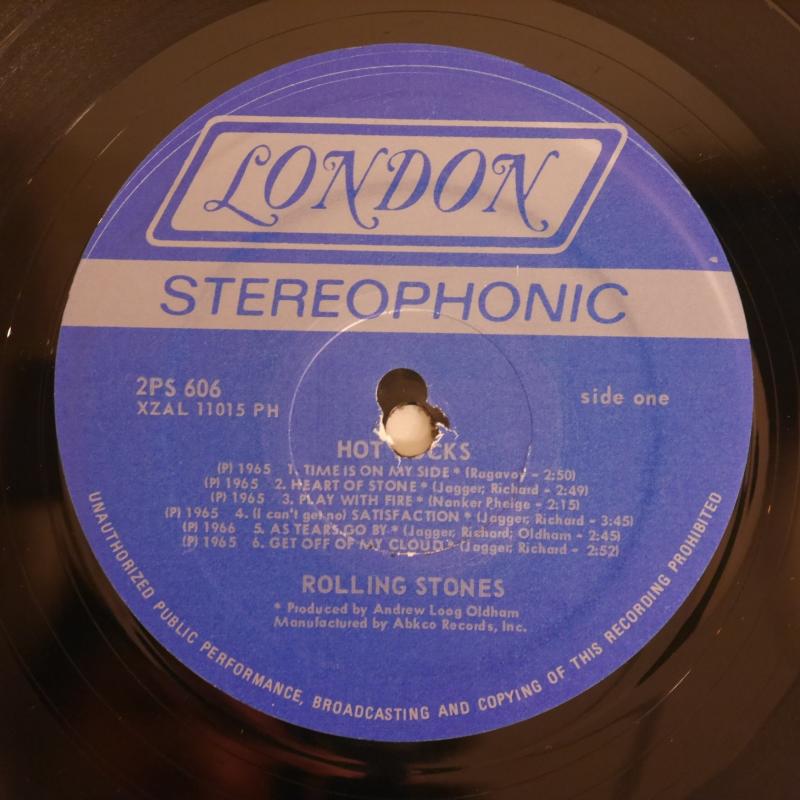 LONDON
STEREOPHONIC
2PS 606
XZAL 11015 PH
side one
HOT ROCKS
(P) 1965 1. TIME IS ON MY SIDE * (Ragavoy - 2:50)
(P) 1965 2. HEART OF STONE * (Jagger, Richard - 2:49)
(P) 1965 3. PLAY WITH FIRE * (Nanker Phelge - 2:15)
(P) 1965 4. (I can't get no) SATISFACTION * (Jagger, Richard - 3:45)
(P) 1966 5. AS TEARS GO BY * (Jagger, Richard, Oldham - 2:45)
(P) 1965 6. GET OFF OF MY CLOUD * (Jagger, Richard - 2:52)
ROLLING STONES
* Produced by Andrew Loog Oldham
Manufactured by Abkco Records, Inc.
UNAUTHORIZED PUBLIC PERFORMANCE, BROADCASTING AND COPYING OF THIS RECORDING PROHIBITED